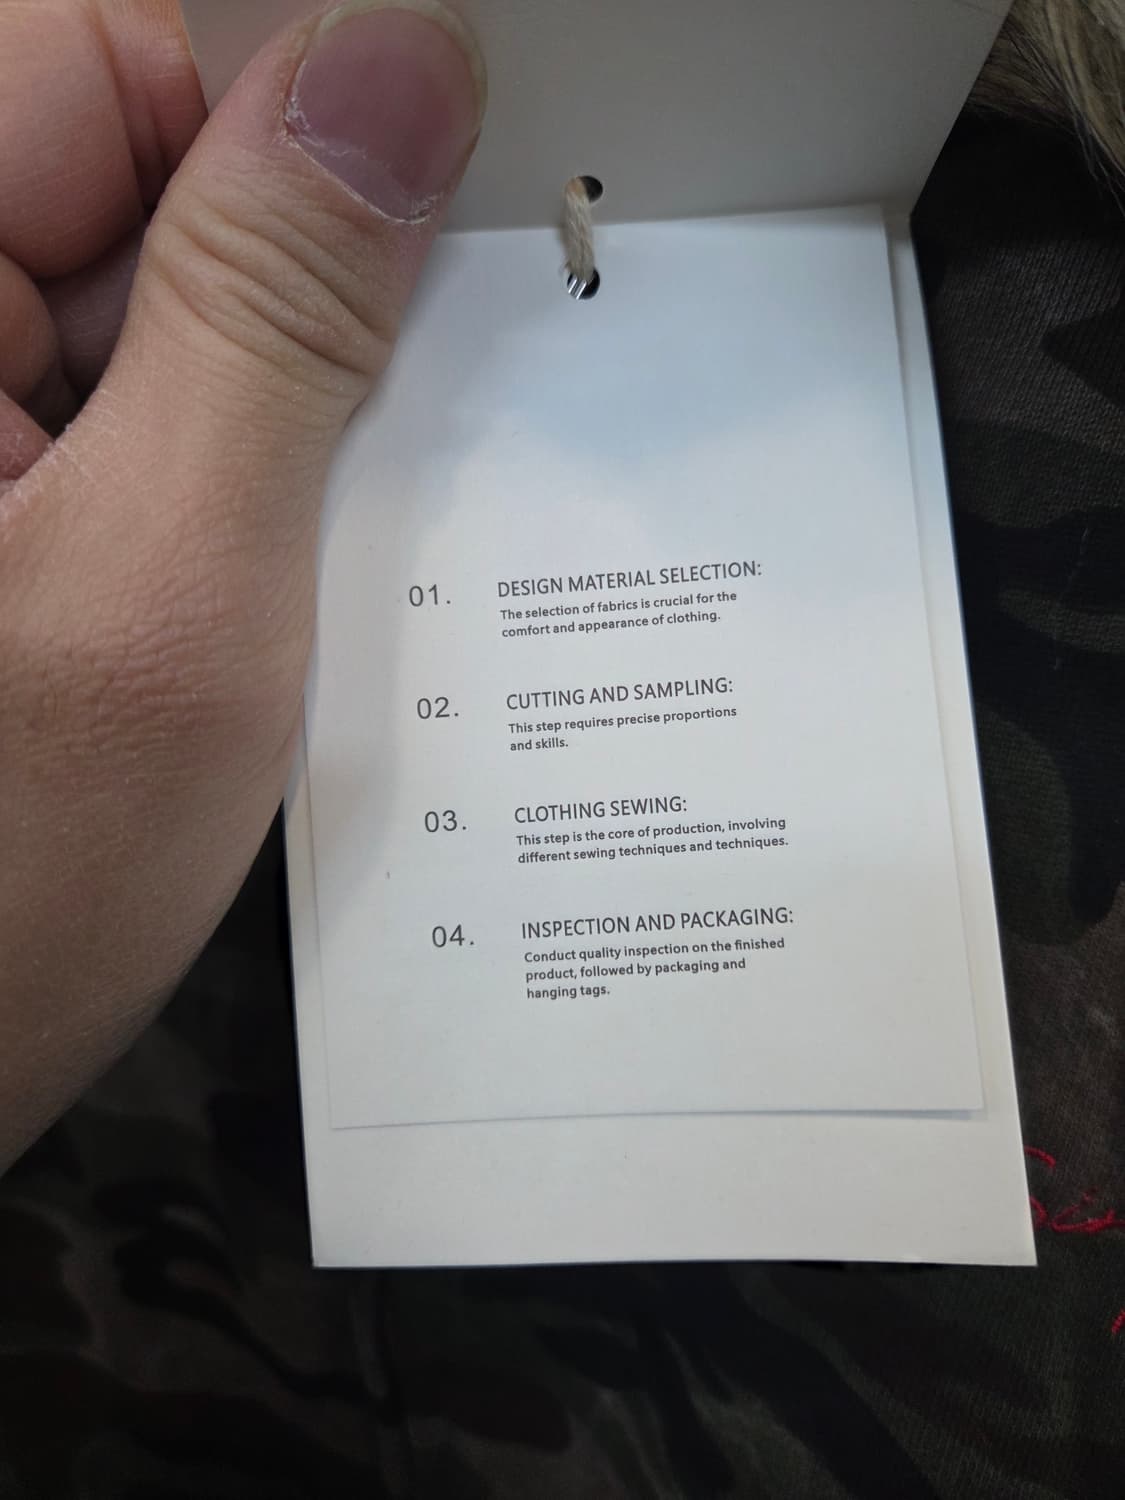 01.
DESIGN MATERIAL SELECTION:
The selection of fabrics is crucial for the
comfort and appearance of clothing.
02.
CUTTING AND SAMPLING:
This step requires precise proportions
and skills.
03.
CLOTHING SEWING:
This step is the core of production, involving
different sewing techniques and techniques.
04.
INSPECTION AND PACKAGING:
Conduct quality inspection on the finished
product, followed by packaging and
hanging tags.